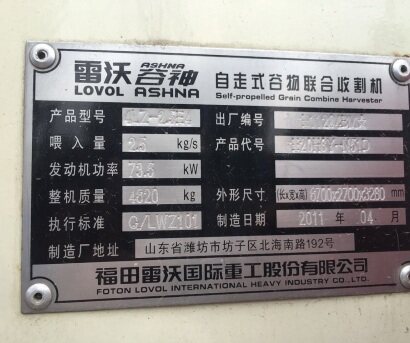 雷沃谷神 ASHNA 自走式谷物联合收割机
LOVOL ASHNA Self-propelled Grain Combine Harvester
产品型号 出厂编号
喂入量 2.5 kg/s 产品代号
发动机功率 73.5 kW
整机质量 4620 kg 外形尺寸 (长x宽x高) 6700x2700x3260 mm
执行标准 G/LWZ101 制造日期 2011 年 04 月
制造厂地址 山东省潍坊市坊子区北海南路192号
福田雷沃国际重工股份有限公司
FOTON LOVOL INTERNATIONAL HEAVY INDUSTRY CO., LTD.